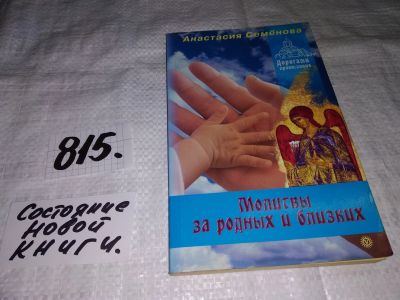 Анастасия Семёнова
Дорогами
православия
815.
Состояние
новой
книги.
Молитвы
за родных и близких